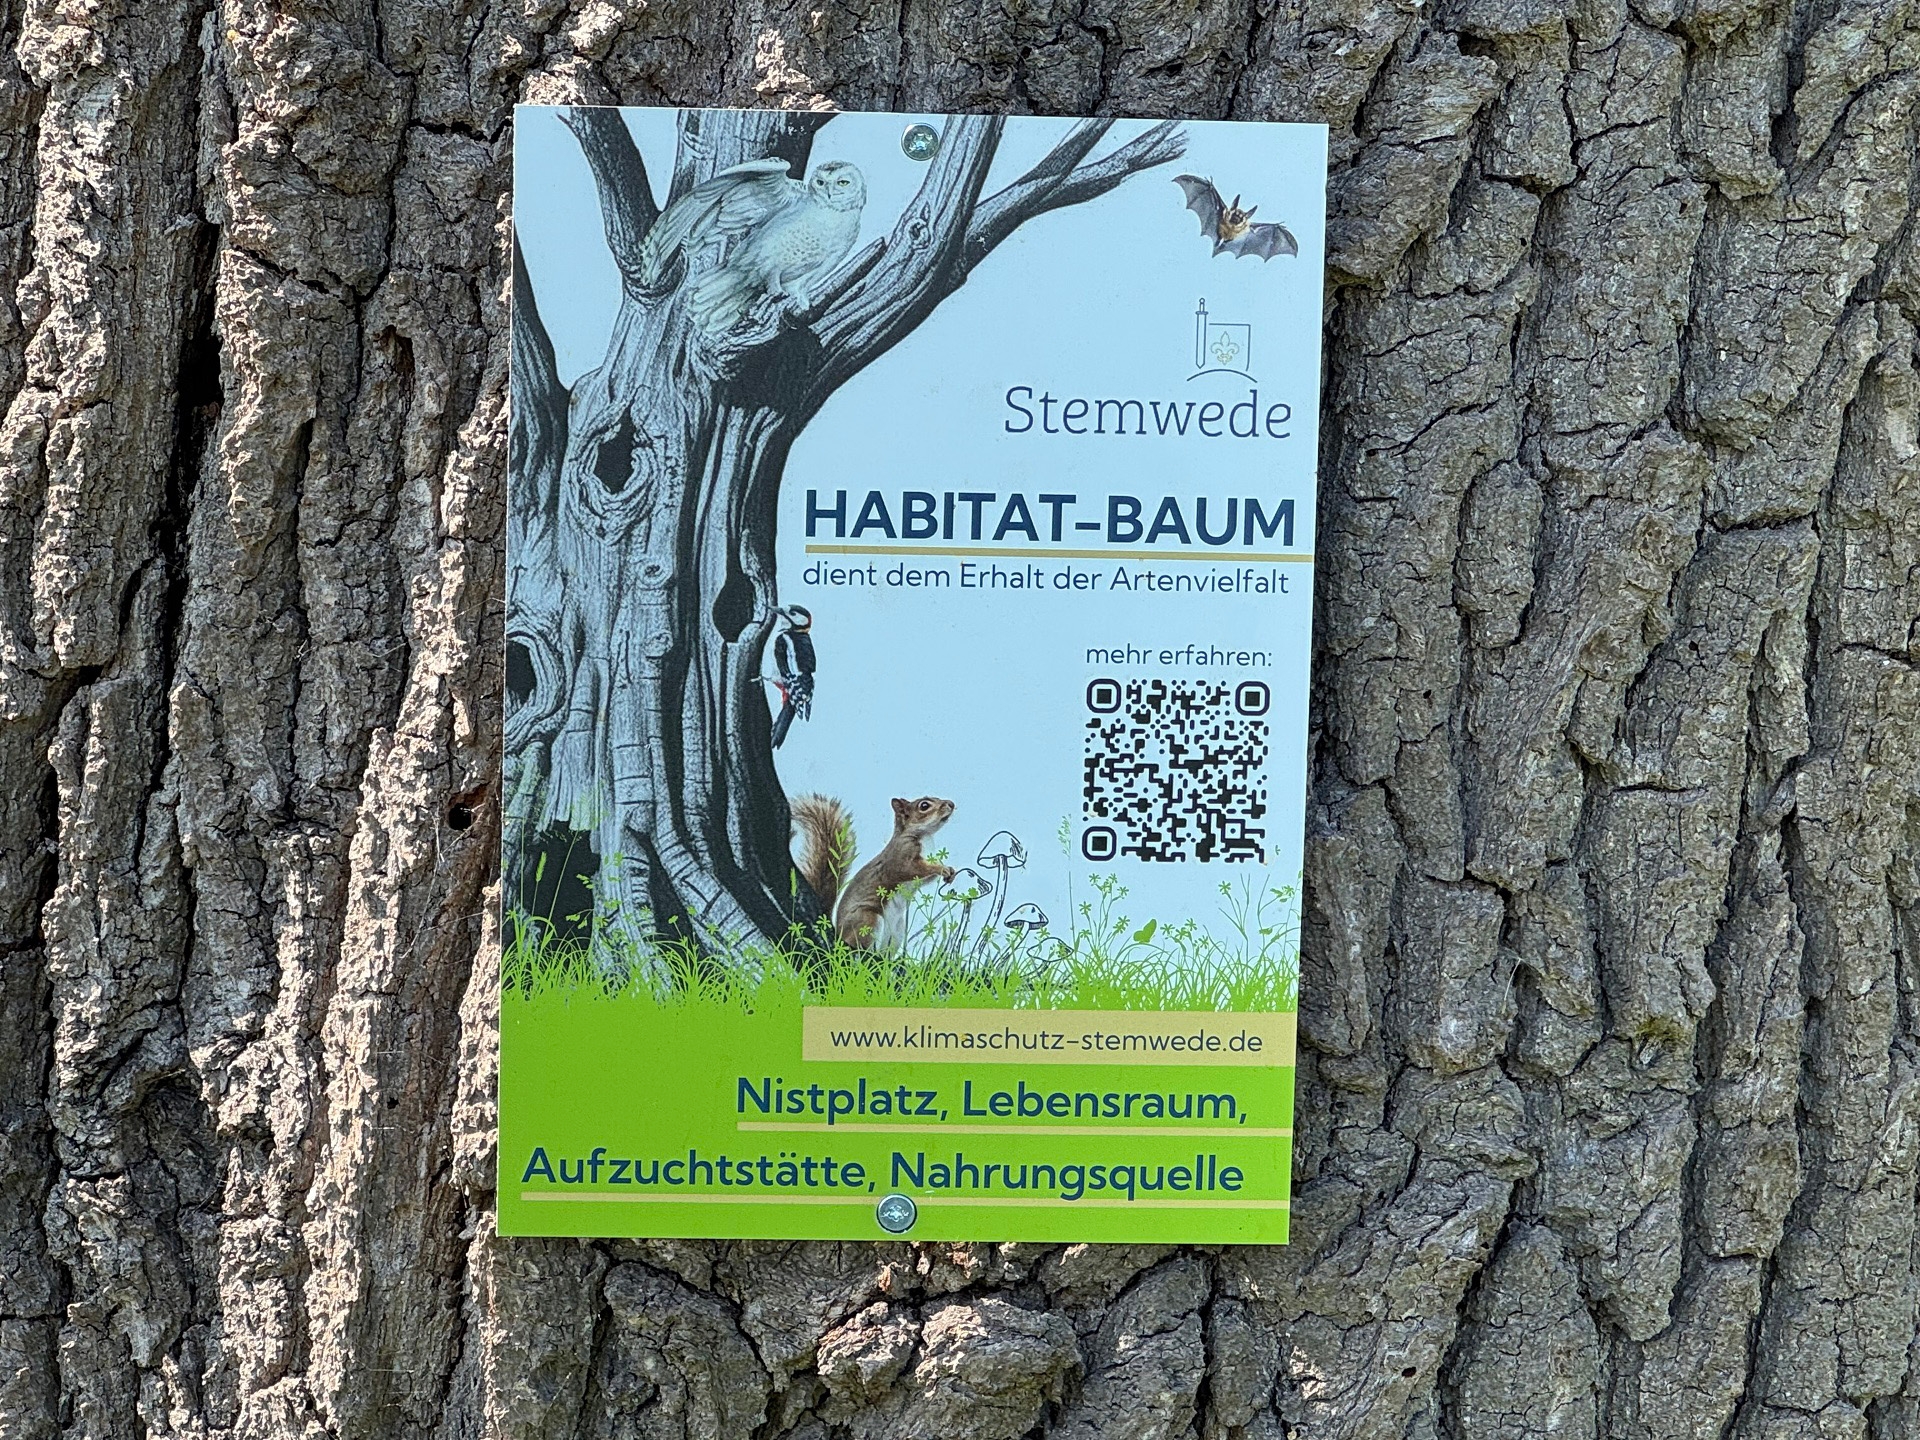 Stemwede
HABITAT-BAUM
dient dem Erhalt der Artenvielfalt
mehr erfahren:
www.klimaschutz-stemwede.de
Nistplatz, Lebensraum,
Aufzuchtstätte, Nahrungsquelle